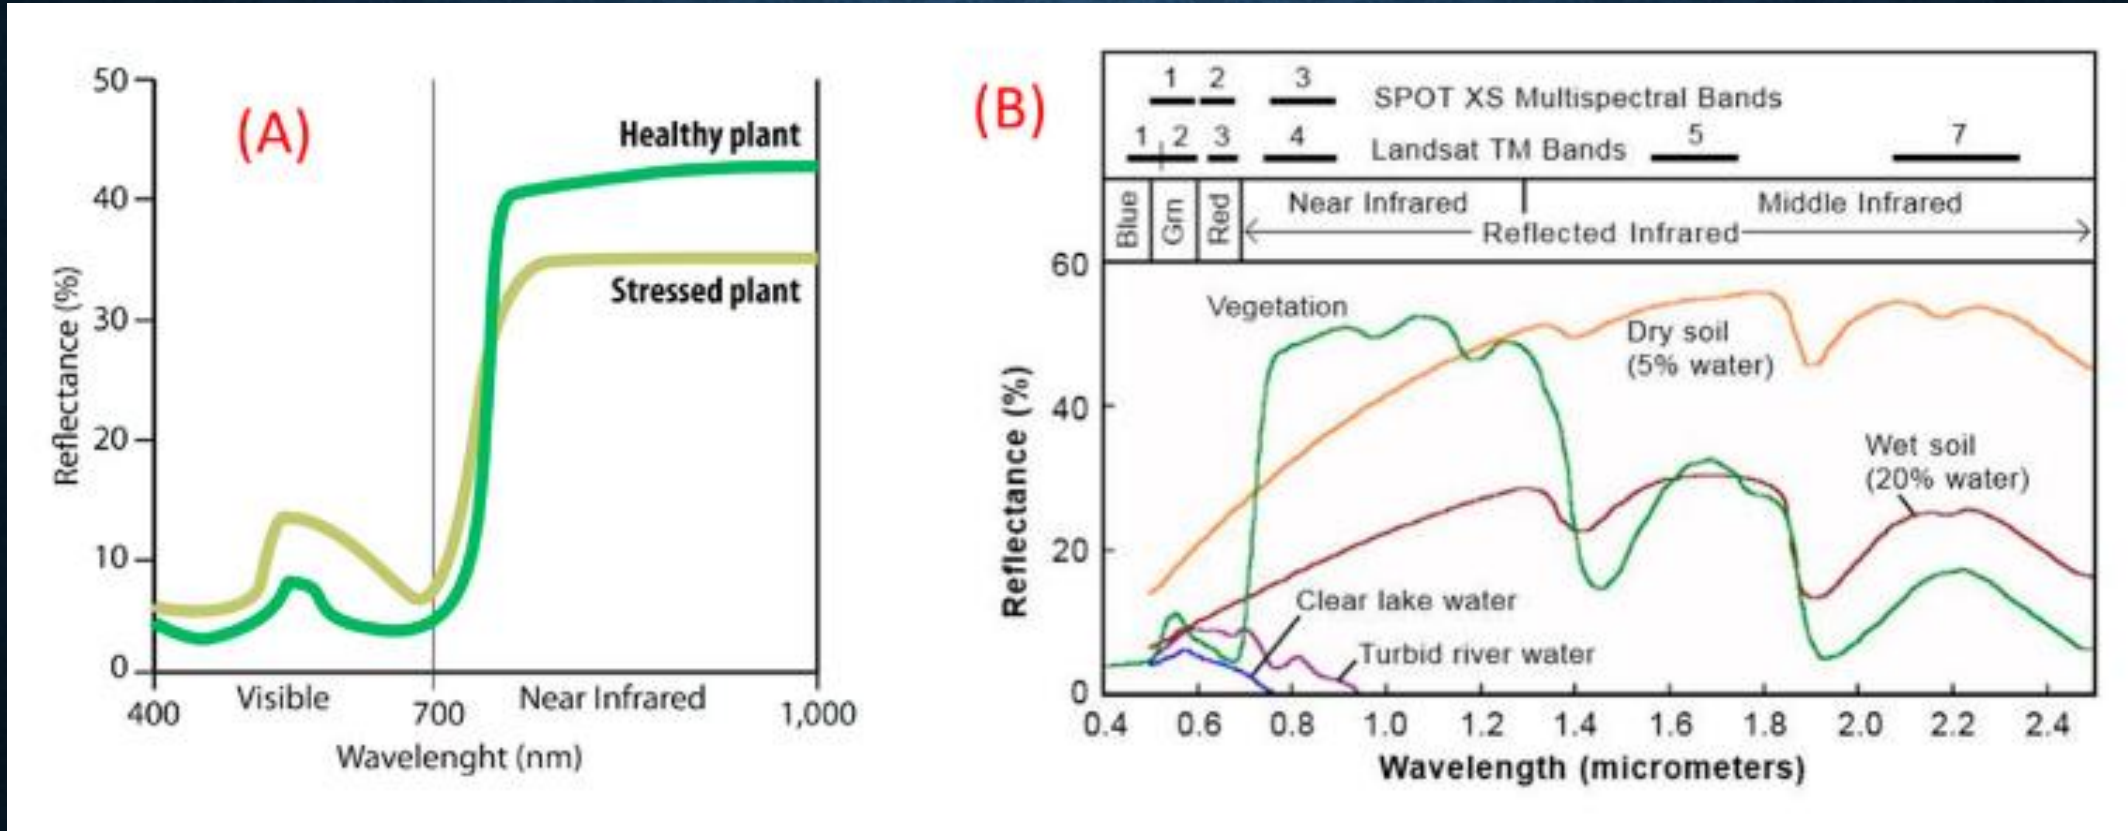 (A)
50
40
30
20
10
0
Reflectance (%)
Healthy plant
Stressed plant
Visible
Near Infrared
400
700
1,000
Wavelenght (nm)
(B)
1 2 3
SPOT XS Multispectral Bands
1 2 3 4 5 7
Landsat TM Bands
Blue
Grn
Red
Near Infrared
Middle Infrared
Reflected Infrared
60
40
20
0
Reflectance (%)
Vegetation
Dry soil
(5% water)
Wet soil
(20% water)
Clear lake water
Turbid river water
0.4 0.6 0.8 1.0 1.2 1.4 1.6 1.8 2.0 2.2 2.4
Wavelength (micrometers)